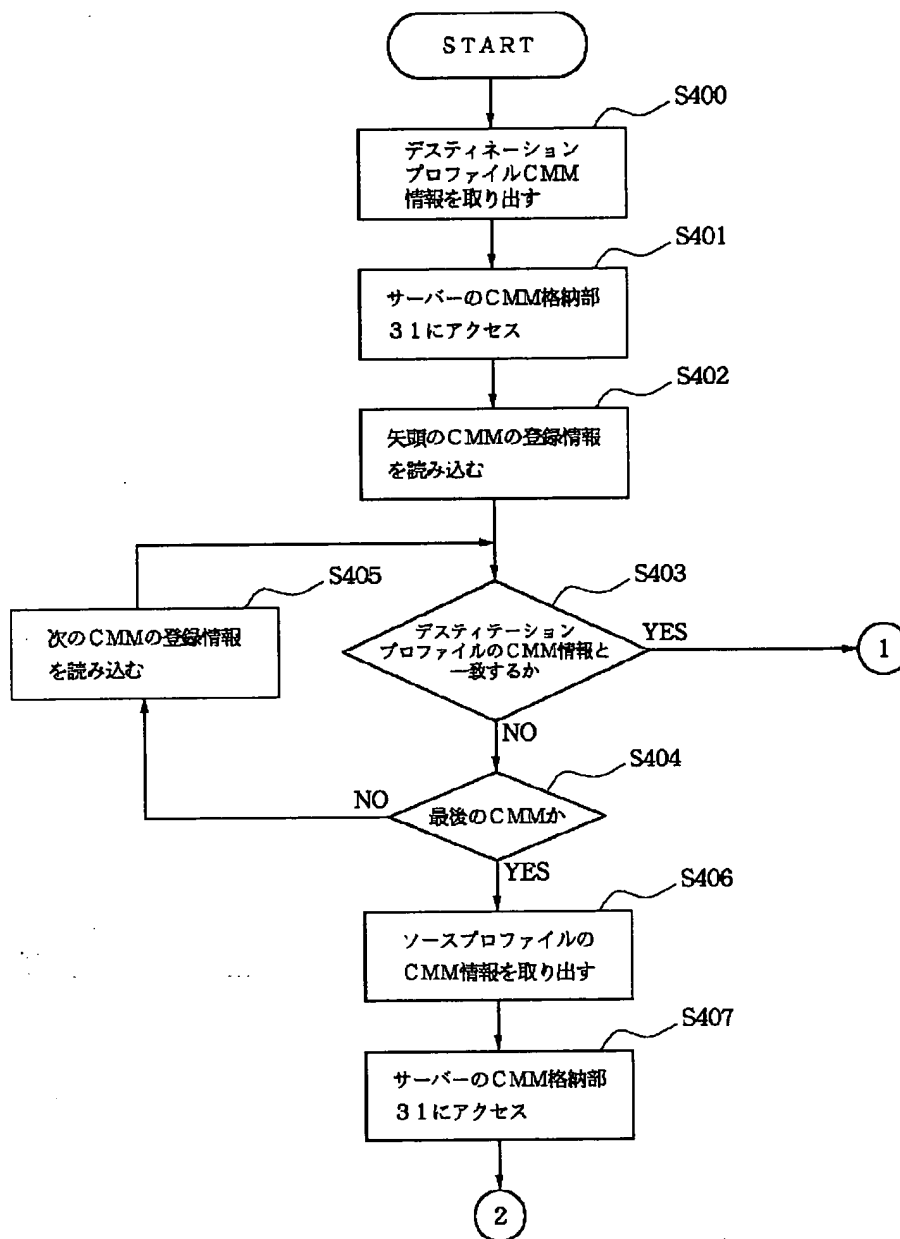 START
S400
デスティネーション
プロファイルCMM
情報を取り出す
S401
サーバーのCMM格納部
31にアクセス
S402
矢頭のCMMの登録情報
を読み込む
S403
デスティテーション
プロファイルのCMM情報と
一致するか
YES
1
S405
次のCMMの登録情報
を読み込む
NO
S404
最後のCMMか
NO
YES
S406
ソースプロファイルの
CMM情報を取り出す
S407
サーバーのCMM格納部
31にアクセス
2